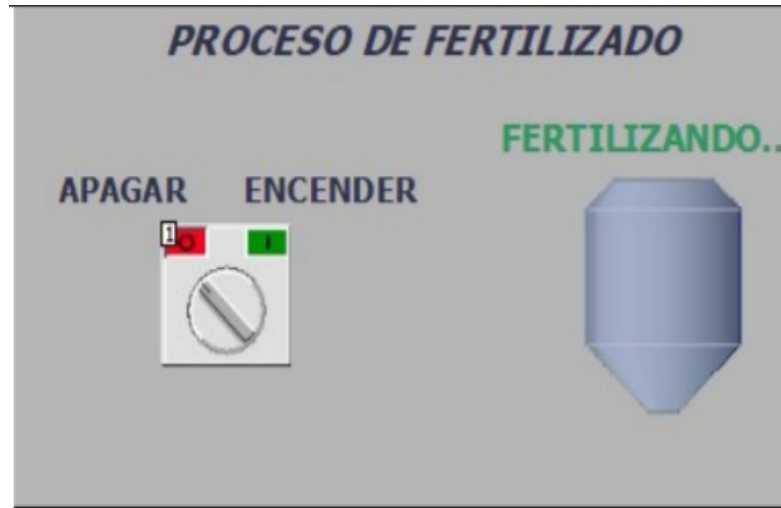 PROCESO DE FERTILIZADO
FERTILIZANDO..
APAGAR ENCENDER
1
O I